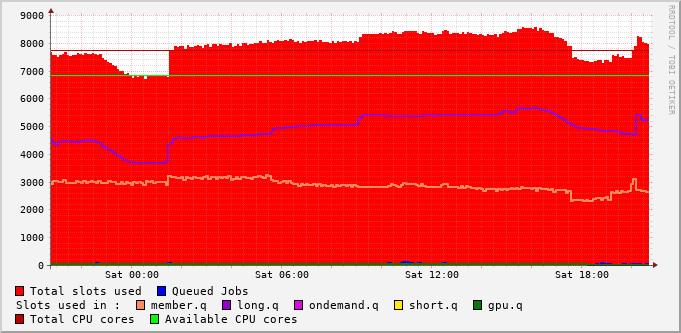 RRDTOOL / TOBI OETIKER
9000
8000
7000
6000
5000
4000
3000
2000
1000
0
Sat 00:00 Sat 06:00 Sat 12:00 Sat 18:00
Total slots used Queued Jobs
Slots used in : member.q long.q ondemand.q short.q gpu.q
Total CPU cores Available CPU cores